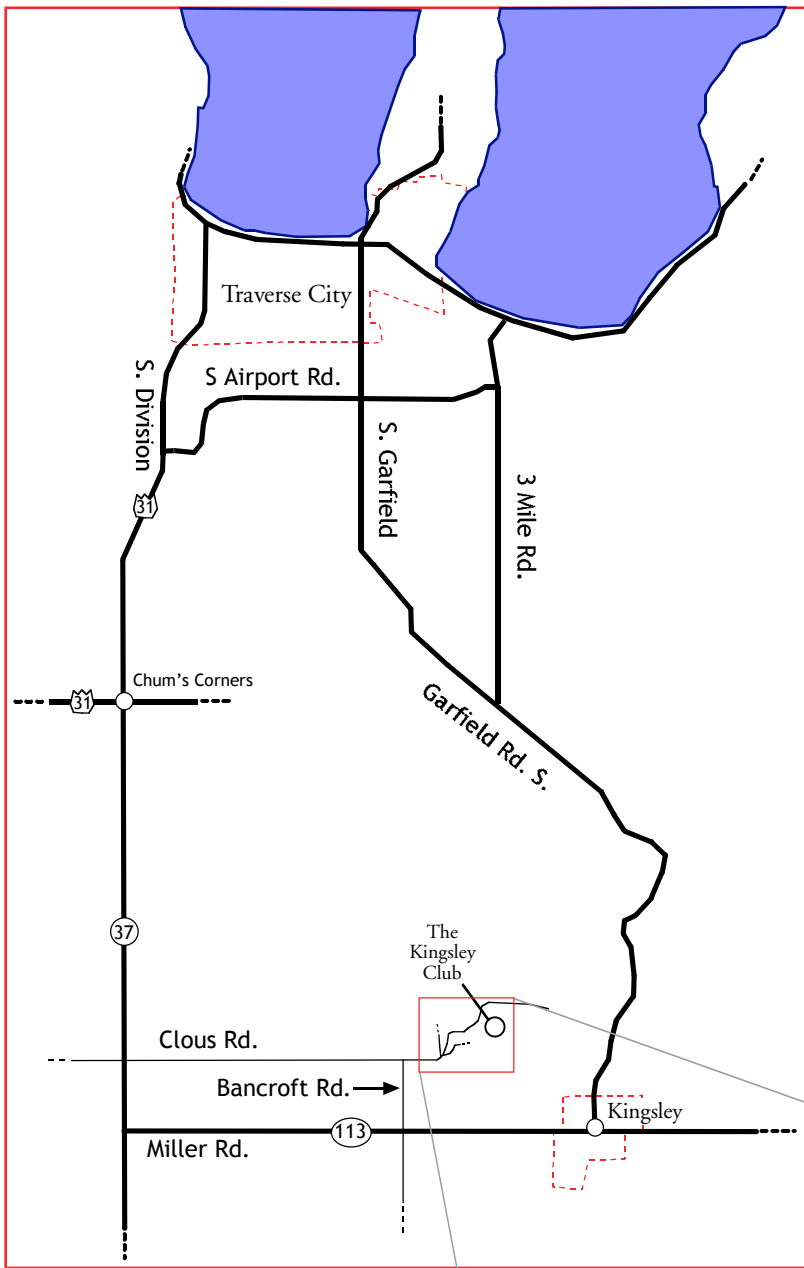 Traverse City
S Airport Rd.
S. Division
S. Garfield
31
3 Mile Rd.
Chum's Corners
31
Garfield Rd. S.
37
The
Kingsley
Club
Clous Rd.
Bancroft Rd.
Kingsley
113
Miller Rd.